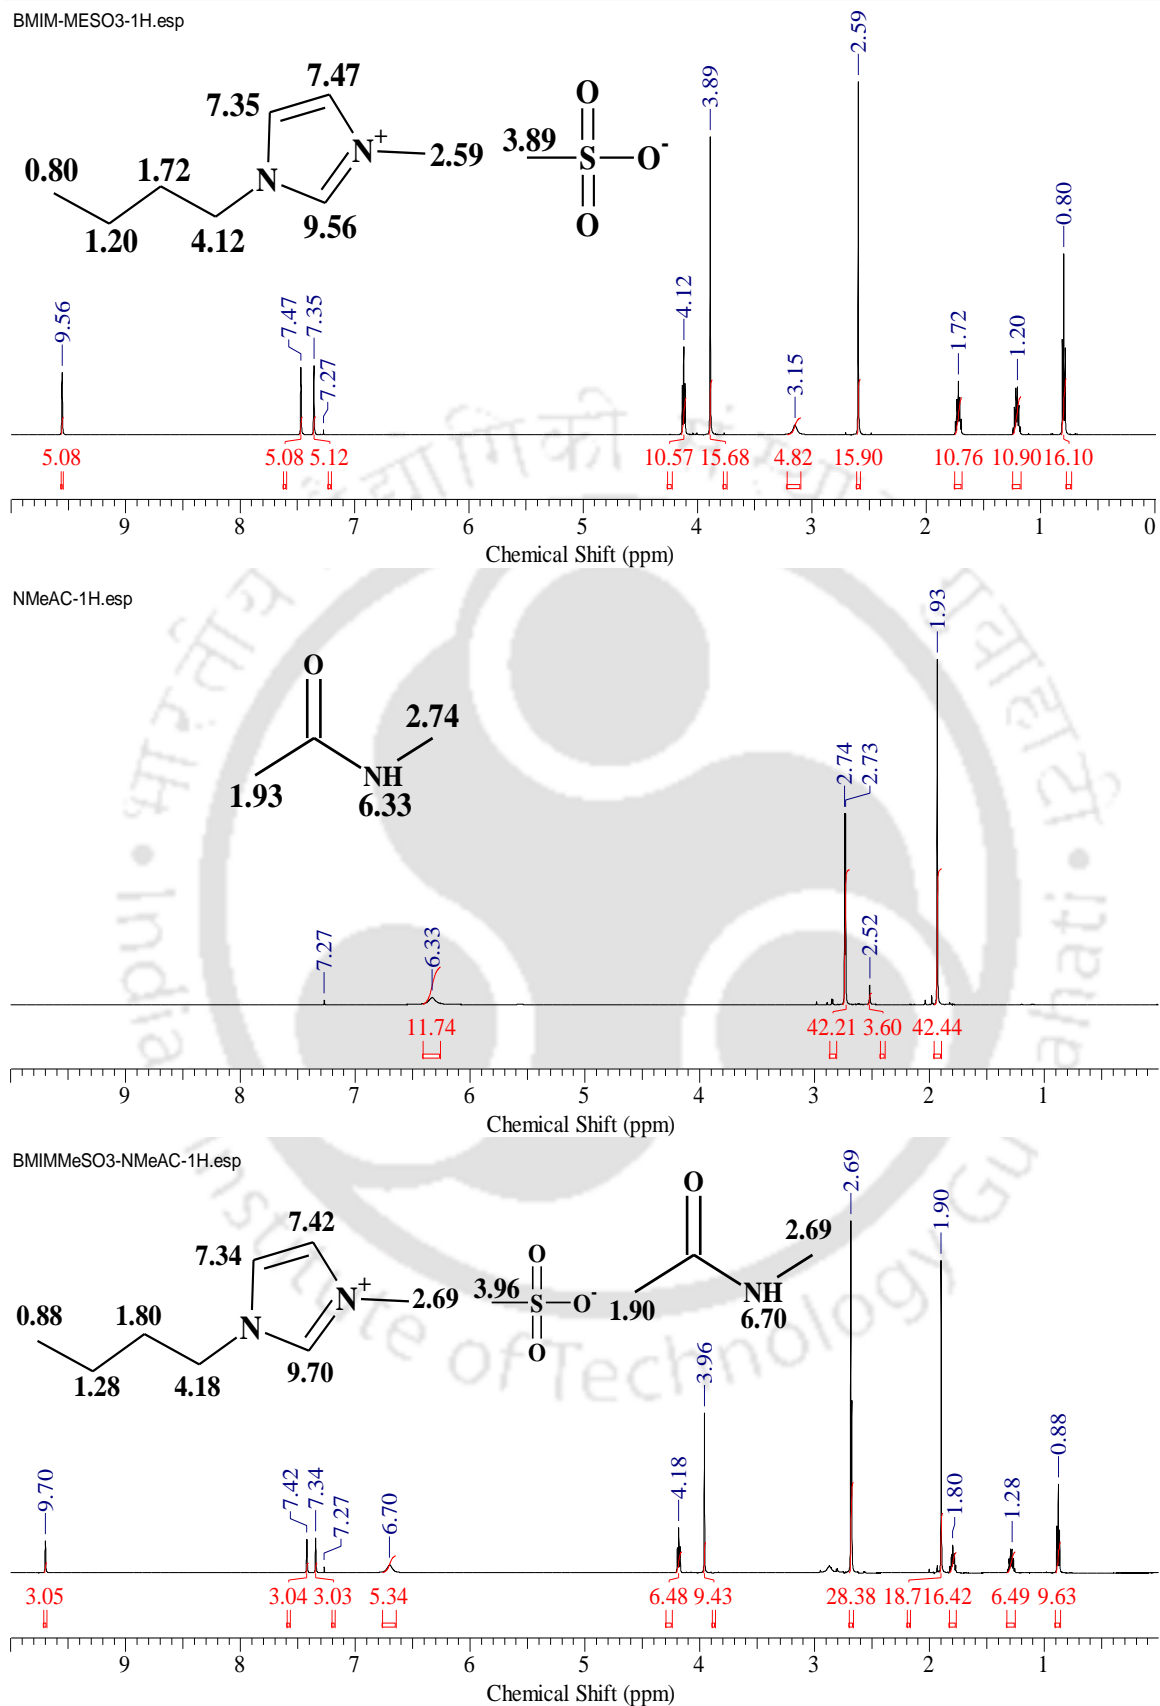 BMIM-MESO3-1H.esp
2.59
3.89
7.47
7.35
N+
2.59
3.89
O
S
O-
O
0.80
1.72
N
1.20
4.12
9.56
0.80
9.56
7.47
7.35
7.27
4.12
3.15
1.72
1.20
5.08
5.08
5.12
10.57
15.68
4.82
15.90
10.76
10.90
16.10
9 8 7 6 5 4 3 2 1 0
Chemical Shift (ppm)
NMeAC-1H.esp
1.93
O
2.74
NH
1.93
6.33
2.74
2.73
7.27
6.33
2.52
11.74
42.21
3.60
42.44
9 8 7 6 5 4 3 2 1
Chemical Shift (ppm)
BMIMMeSO3-NMeAC-1H.esp
2.69
1.90
7.42
7.34
N+
2.69
3.96
O
S
O-
O
O
2.69
NH
1.90
6.70
0.88
1.80
N
1.28
4.18
9.70
3.96
9.70
7.42
7.34
7.27
6.70
4.18
1.80
1.28
0.88
3.05
3.04
3.03
5.34
6.48
9.43
28.38
18.71
6.42
6.49
9.63
9 8 7 6 5 4 3 2 1
Chemical Shift (ppm)
Indian
Institute of Technology Gu
ahati